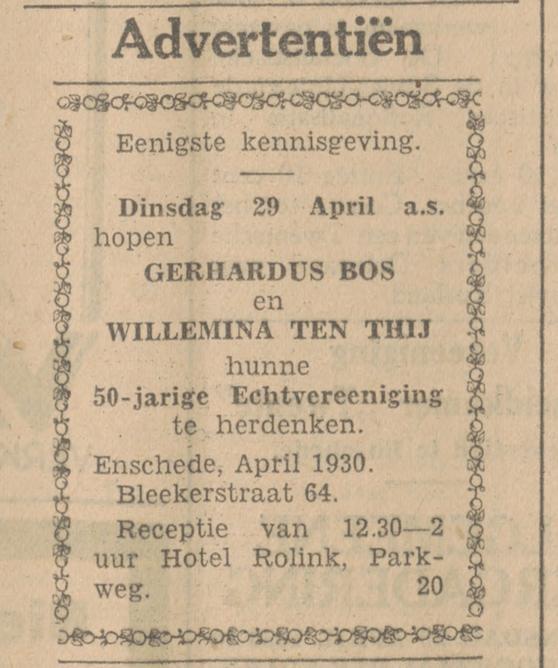 Advertentiën
Eenigste kennisgeving.
Dinsdag 29 April a.s.
hopen
GERHARDUS BOS
en
WILLEMINA TEN THIJ
hunne
50-jarige Echtvereeniging
te herdenken.
Enschede, April 1930.
Bleekerstraat 64.
Receptie van 12.30—2
uur Hotel Rolink, Park-
weg. 20